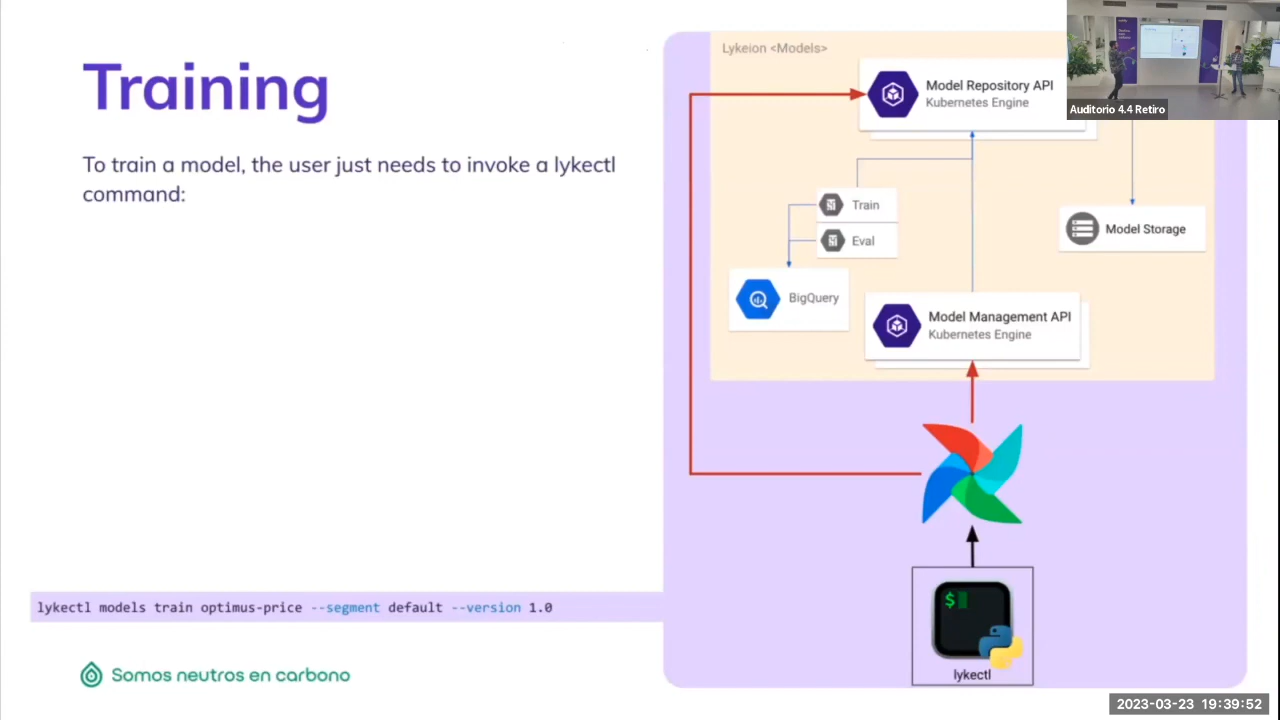 Training
To train a model, the user just needs to invoke a lykectl
command:
lykectl models train optimus-price --segment default --version 1.0
Somos neutros en carbono
Lykeion <Models>
Model Repository API
Kubernetes Engine
Train
Eval
BigQuery
Model Storage
Model Management API
Kubernetes Engine
$
lykectl
Auditorio 4.4 Retiro
2023-03-23 19:39:52